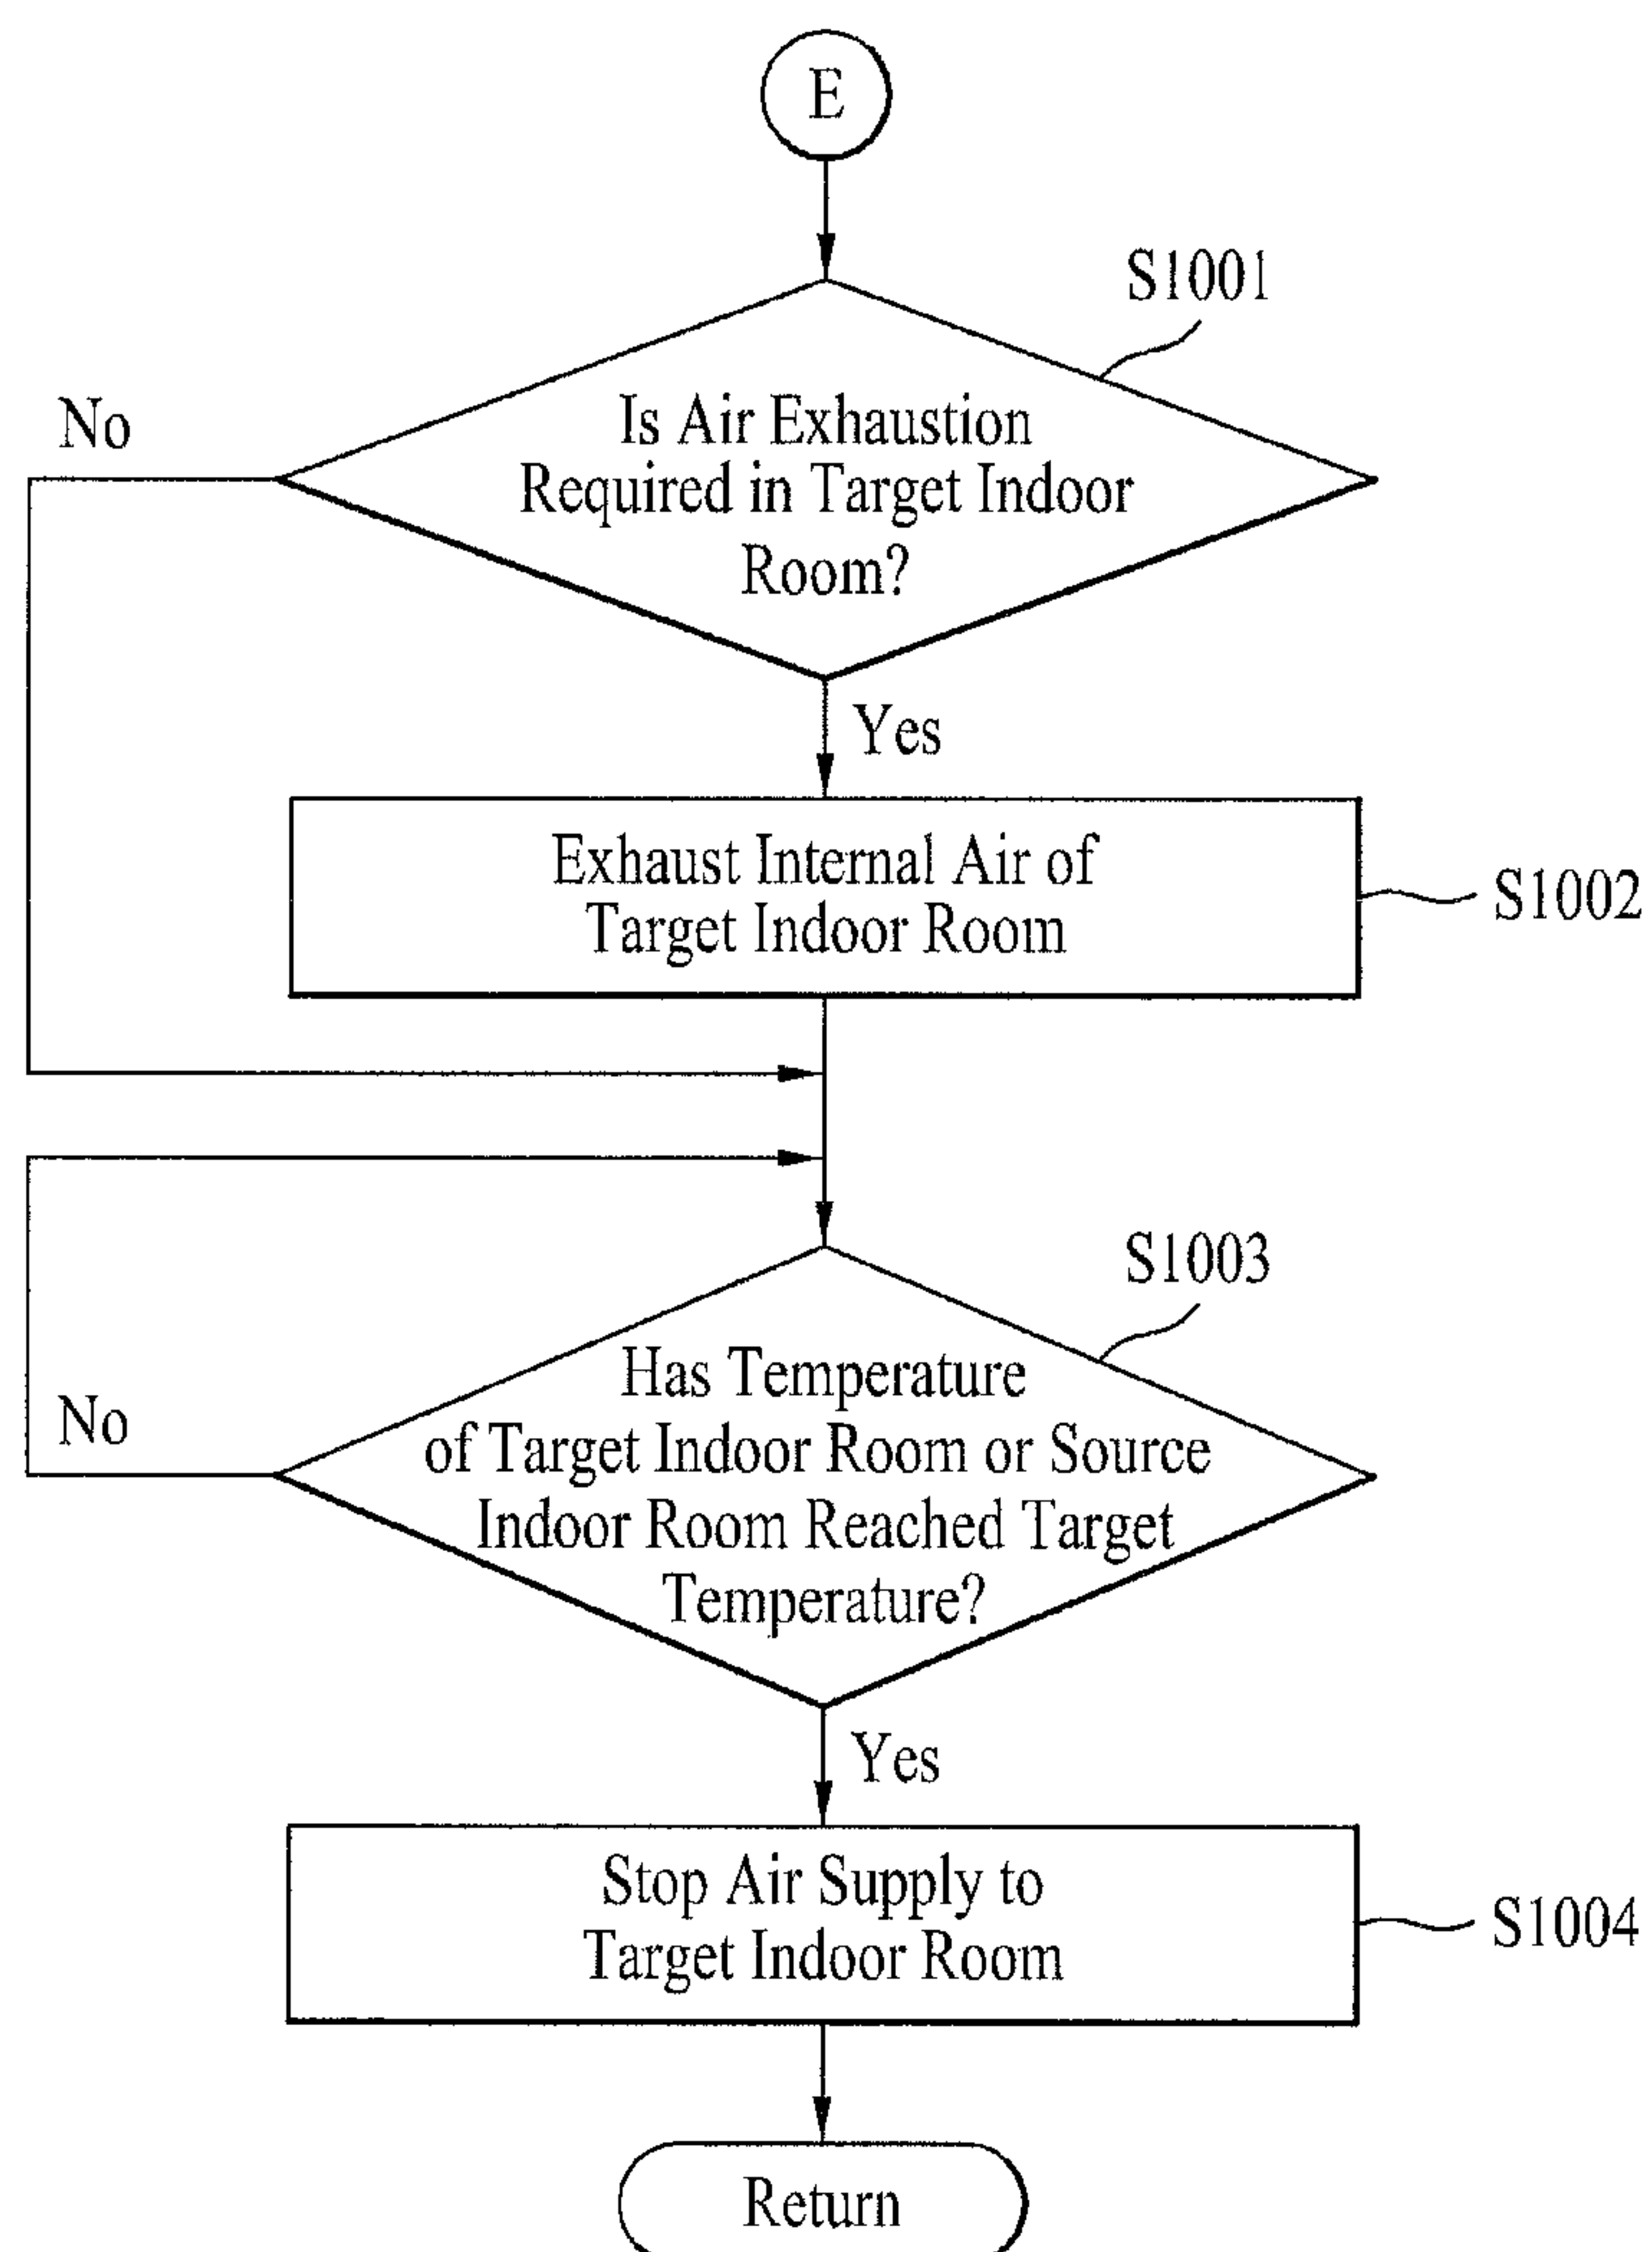 E
S1001
No
Is Air Exhaustion
Required in Target Indoor
Room?
Yes
Exhaust Internal Air of
Target Indoor Room
S1002
S1003
Has Temperature
of Target Indoor Room or Source
Indoor Room Reached Target
Temperature?
No
Yes
Stop Air Supply to
Target Indoor Room
S1004
Return